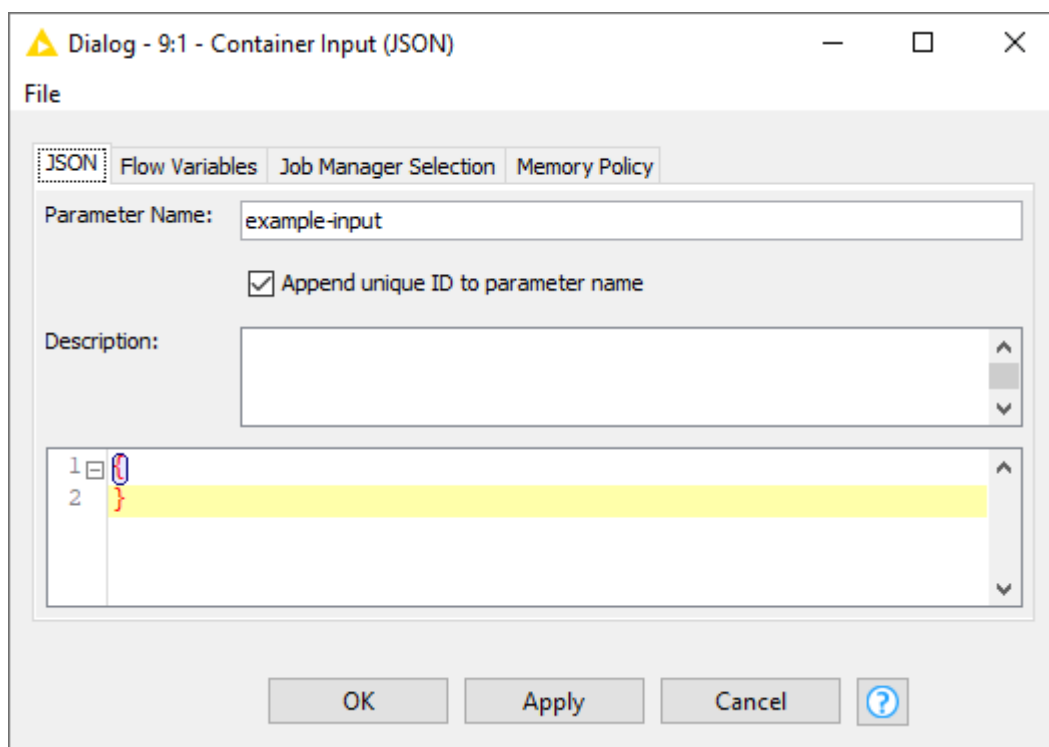 Dialog - 9:1 - Container Input (JSON)
File
JSON Flow Variables Job Manager Selection Memory Policy
Parameter Name: example-input
Append unique ID to parameter name
Description:
1 {
2 }
OK Apply Cancel ?